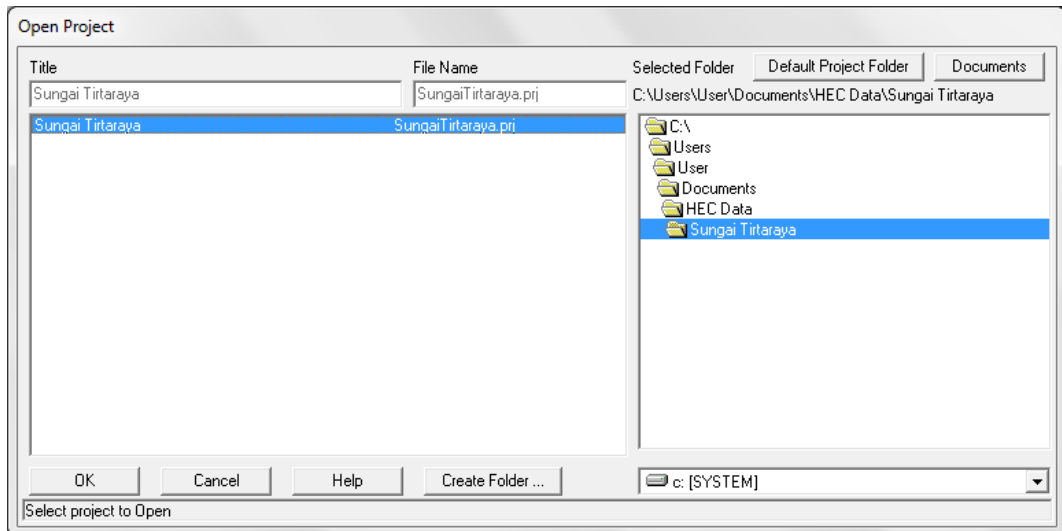 Open Project
Title File Name Selected Folder Default Project Folder Documents
Sungai Tirtaraya SungaiTirtaraya.prj C:\Users\User\Documents\HEC Data\Sungai Tirtaraya
Sungai Tirtaraya SungaiTirtaraya.prj
C:\
Users
User
Documents
HEC Data
Sungai Tirtaraya
OK Cancel Help Create Folder ... c: [SYSTEM]
Select project to Open